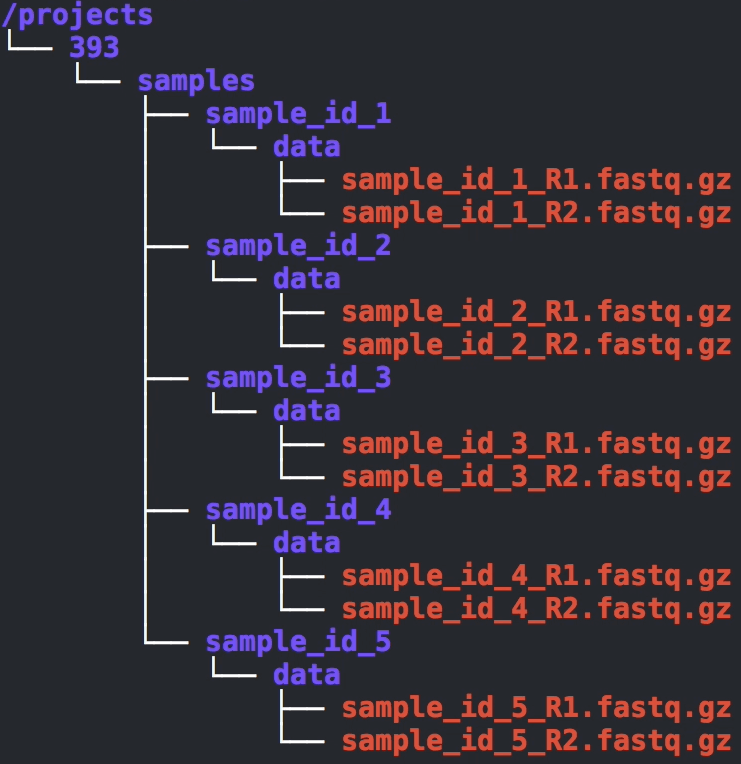 /projects
└── 393
    └── samples
        ├── sample_id_1
        │   └── data
        │       ├── sample_id_1_R1.fastq.gz
        │       └── sample_id_1_R2.fastq.gz
        ├── sample_id_2
        │   └── data
        │       ├── sample_id_2_R1.fastq.gz
        │       └── sample_id_2_R2.fastq.gz
        ├── sample_id_3
        │   └── data
        │       ├── sample_id_3_R1.fastq.gz
        │       └── sample_id_3_R2.fastq.gz
        ├── sample_id_4
        │   └── data
        │       ├── sample_id_4_R1.fastq.gz
        │       └── sample_id_4_R2.fastq.gz
        └── sample_id_5
            └── data
                ├── sample_id_5_R1.fastq.gz
                └── sample_id_5_R2.fastq.gz